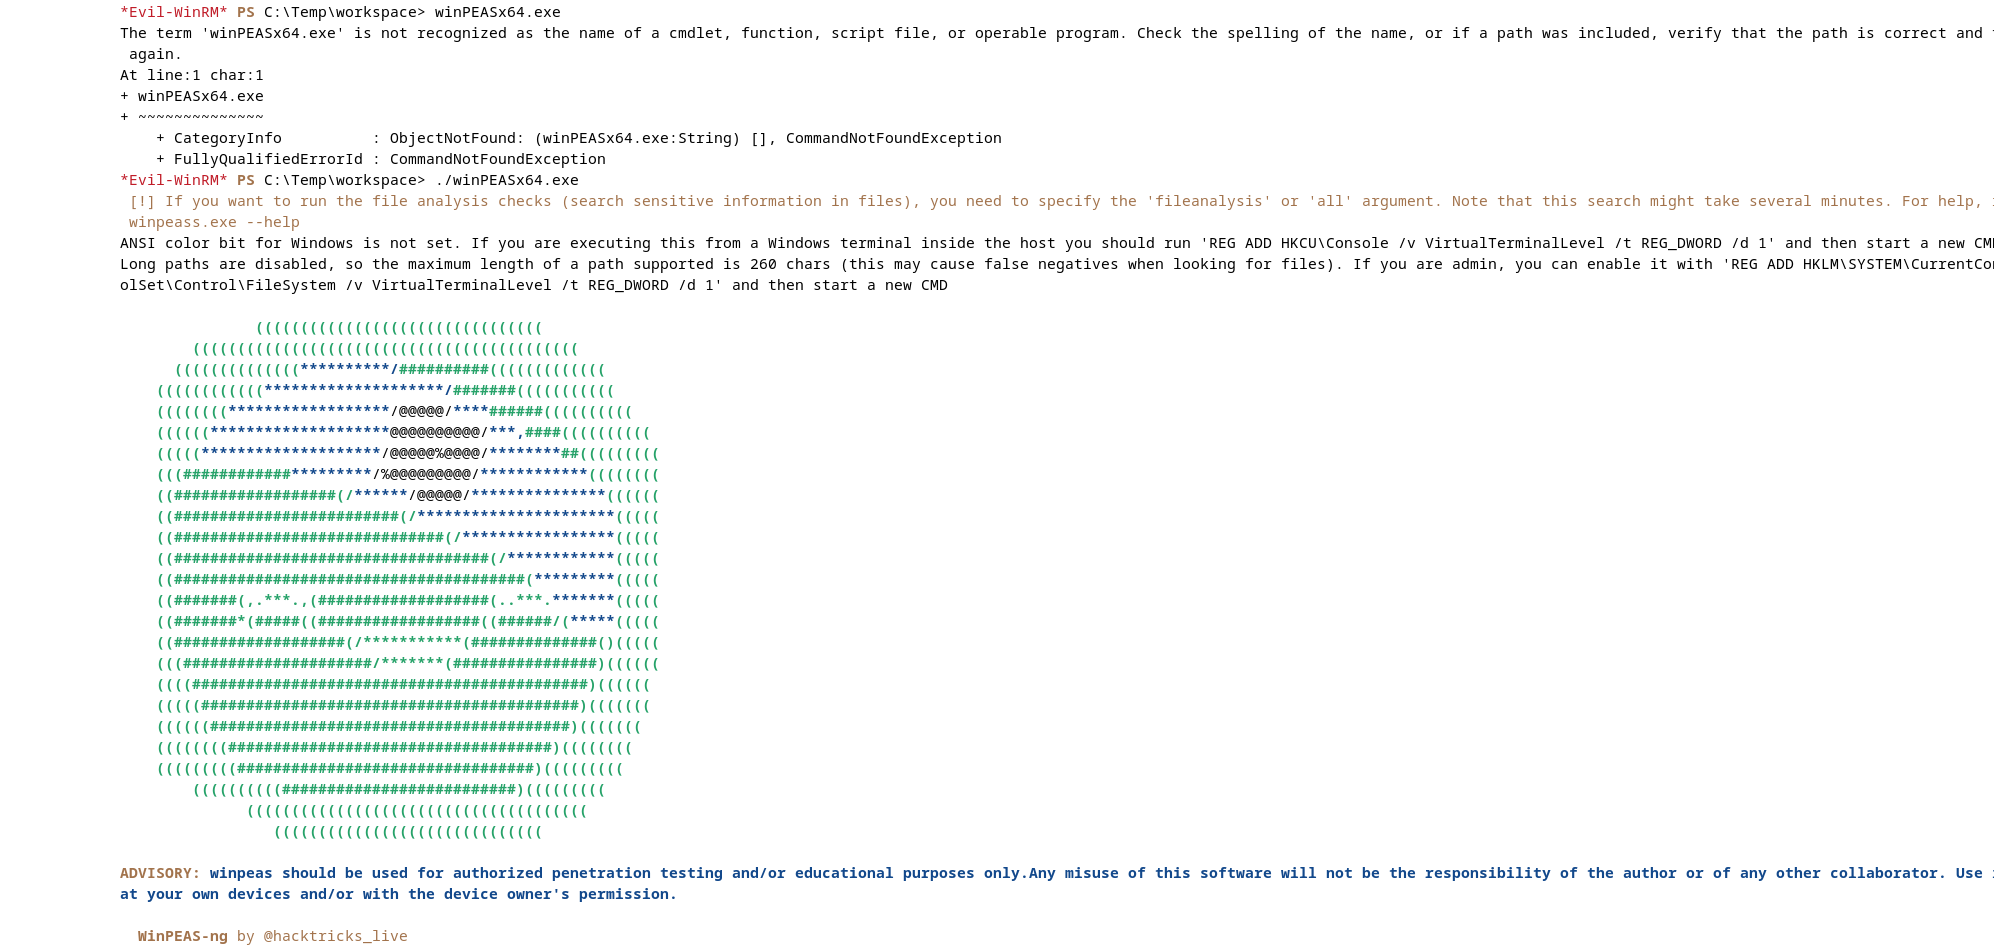 *Evil-WinRM* PS C:\Temp\workspace> winPEASx64.exe
The term 'winPEASx64.exe' is not recognized as the name of a cmdlet, function, script file, or operable program. Check the spelling of the name, or if a path was included, verify that the path is correct and
again.
At line:1 char:1
+ winPEASx64.exe
+ ~~~~~~~~~~~~~~
    + CategoryInfo          : ObjectNotFound: (winPEASx64.exe:String) [], CommandNotFoundException
    + FullyQualifiedErrorId : CommandNotFoundException
*Evil-WinRM* PS C:\Temp\workspace> ./winPEASx64.exe
[!] If you want to run the file analysis checks (search sensitive information in files), you need to specify the 'fileanalysis' or 'all' argument. Note that this search might take several minutes. For help,
winpeass.exe --help
ANSI color bit for Windows is not set. If you are executing this from a Windows terminal inside the host you should run 'REG ADD HKCU\Console /v VirtualTerminalLevel /t REG_DWORD /d 1' and then start a new CM
Long paths are disabled, so the maximum length of a path supported is 260 chars (this may cause false negatives when looking for files). If you are admin, you can enable it with 'REG ADD HKLM\SYSTEM\CurrentCo
olSet\Control\FileSystem /v VirtualTerminalLevel /t REG_DWORD /d 1' and then start a new CMD
ADVISORY: winpeas should be used for authorized penetration testing and/or educational purposes only.Any misuse of this software will not be the responsibility of the author or of any other collaborator. Use
at your own devices and/or with the device owner's permission.
WinPEAS-ng by @hacktricks_live